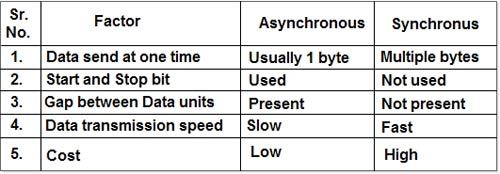 Sr. No. Factor Asynchronous Synchronus
1. Data send at one time Usually 1 byte Multiple bytes
2. Start and Stop bit Used Not used
3. Gap between Data units Present Not present
4. Data transmission speed Slow Fast
5. Cost Low High